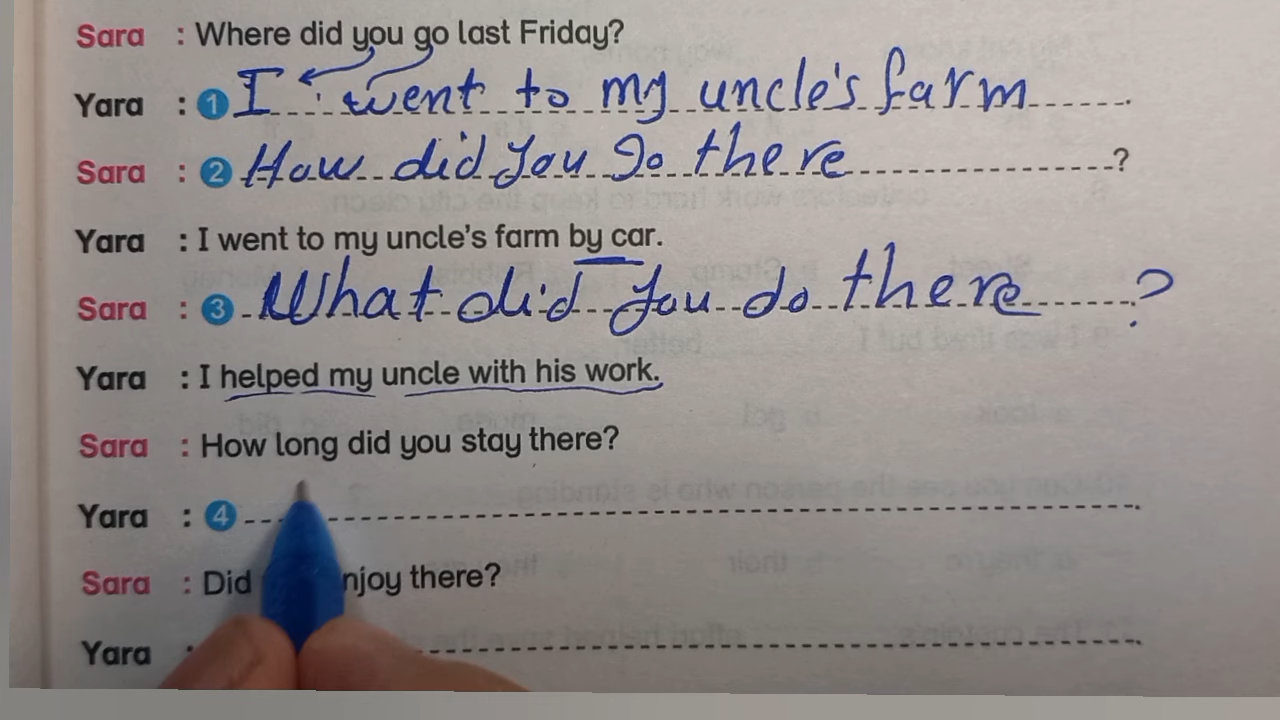 Sara : Where did you go last Friday?
Yara : 1 I went to my uncle's farm.
Sara : 2 How did you go there?
Yara : I went to my uncle's farm by car.
Sara : 3 What did you do there?
Yara : I helped my uncle with his work.
Sara : How long did you stay there?
Yara : 4
Sara : Did njoy there?
Yara :